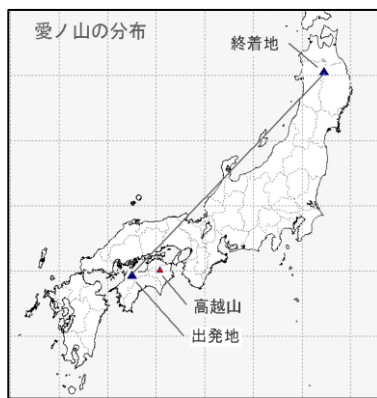 愛ノ山の分布
終着地
高越山
出発地